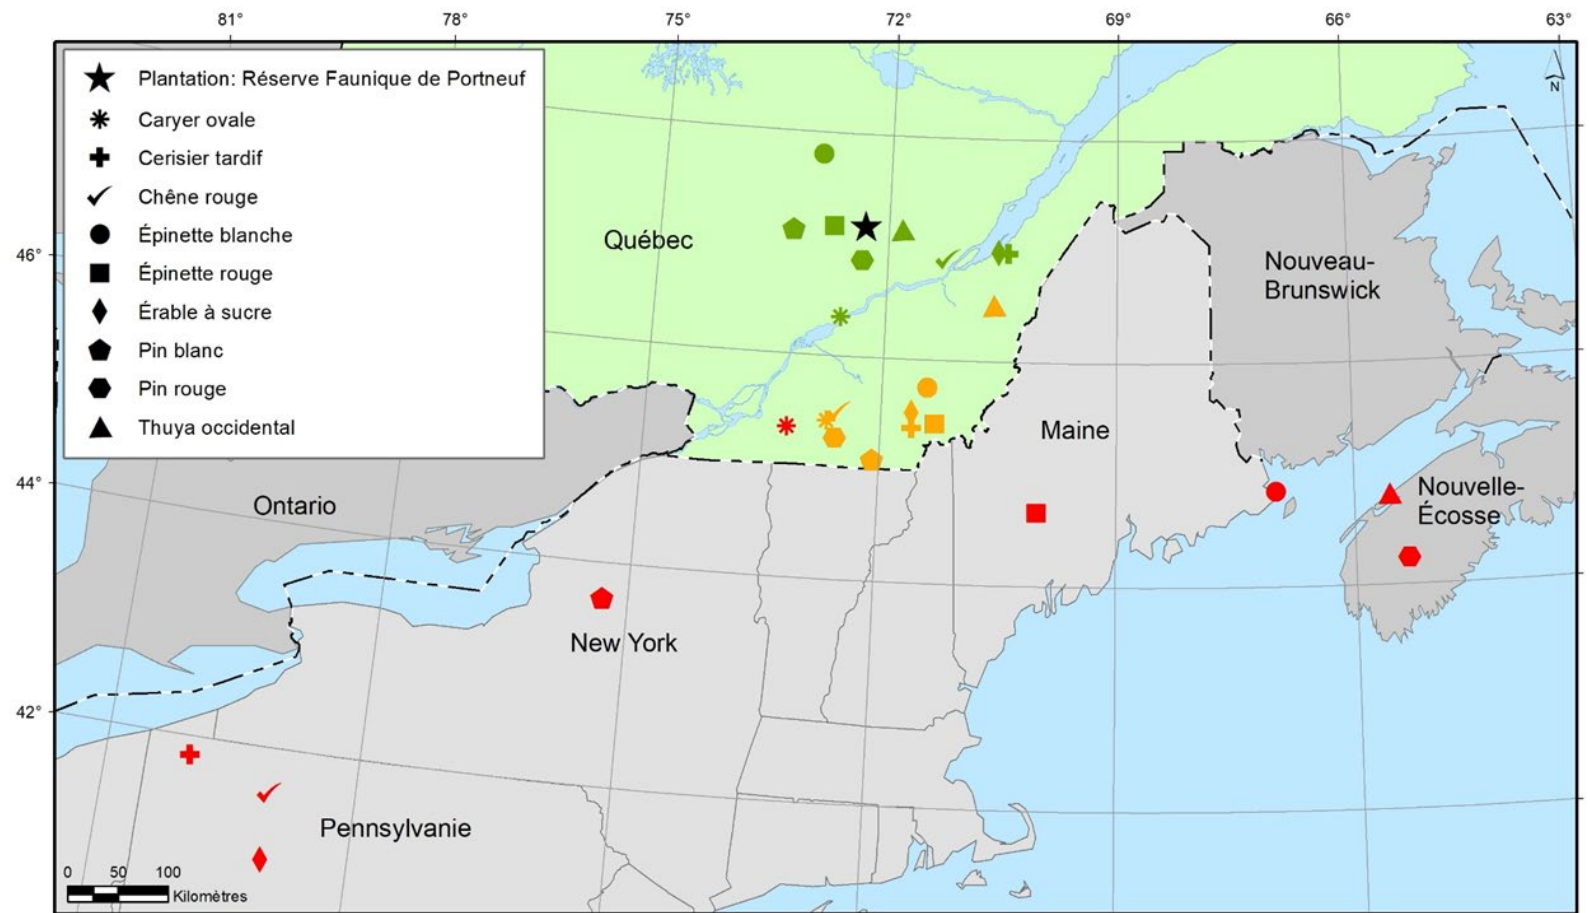 81° 78° 75° 72° 69° 66° 63°
Plantation: Réserve Faunique de Portneuf
Caryer ovale
Cerisier tardif
Chêne rouge
Épinette blanche
Épinette rouge
Érable à sucre
Pin blanc
Pin rouge
Thuya occidental
N
Québec
46°
Nouveau-
Brunswick
Maine
44°
Ontario
Nouvelle-
Écosse
New York
42°
Pennsylvanie
0 50 100
Kilomètres